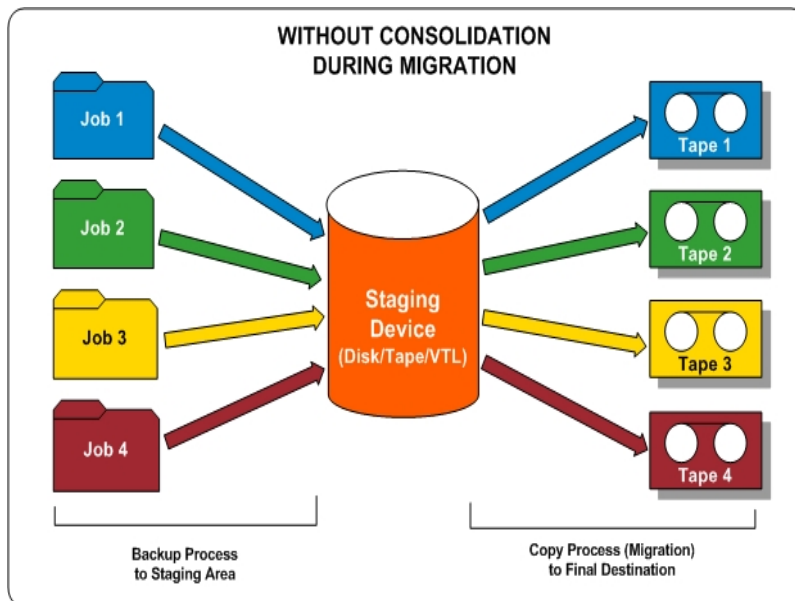 WITHOUT CONSOLIDATION
DURING MIGRATION
Job 1
Job 2
Job 3
Job 4
Staging
Device
(Disk/Tape/VTL)
Tape 1
Tape 2
Tape 3
Tape 4
Backup Process
to Staging Area
Copy Process (Migration)
to Final Destination